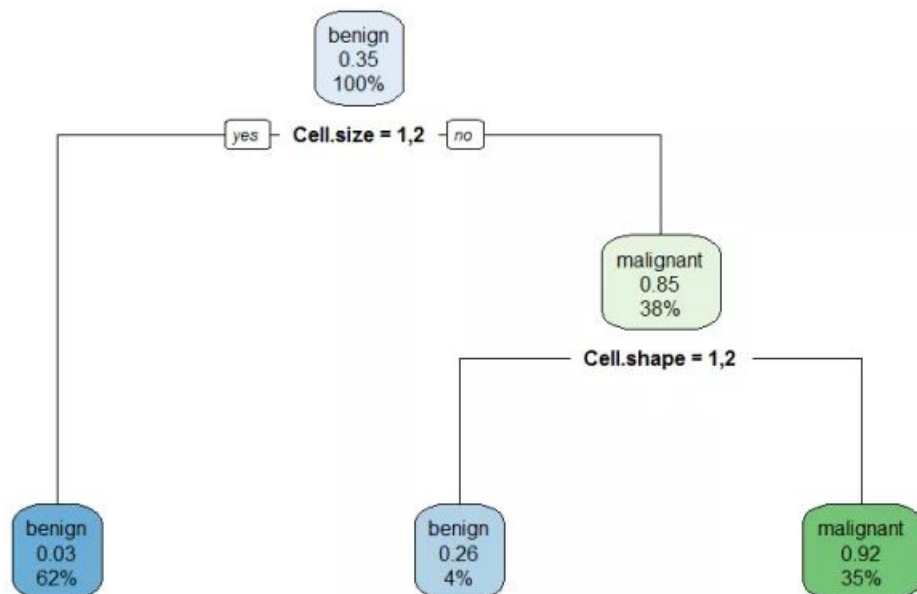 benign
0.35
100%
yes Cell.size = 1,2 no
malignant
0.85
38%
Cell.shape = 1,2
benign
0.03
62%
benign
0.26
4%
malignant
0.92
35%